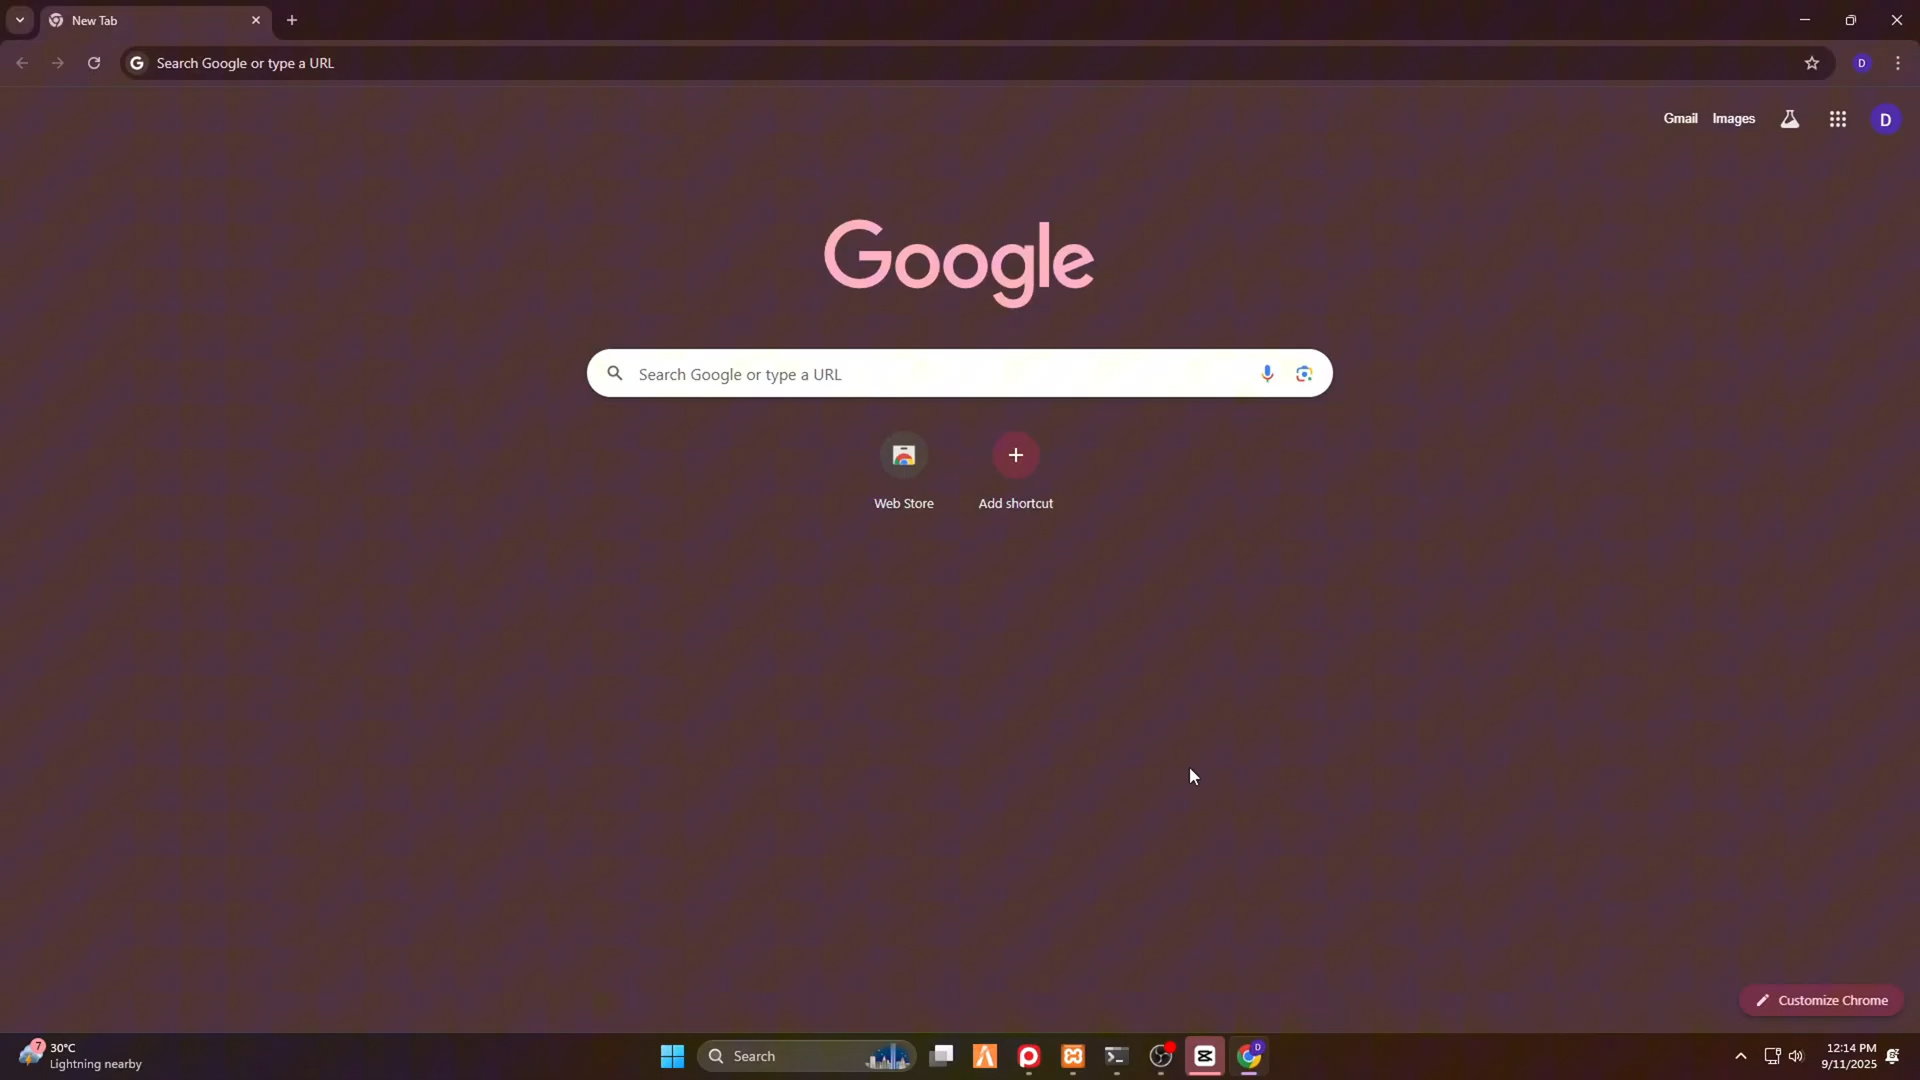 New Tab
Search Google or type a URL
D
Gmail Images
D
Google
Search Google or type a URL
Web Store
Add shortcut
Customize Chrome
7
30°C
Lightning nearby
Search
D
12:14 PM
9/11/2025